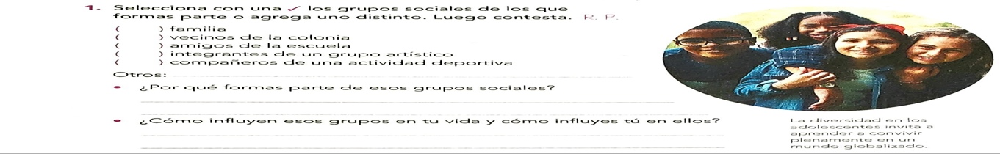 1. Selecciona con una ✓ los grupos sociales de los que
formas parte o agrega uno distinto. Luego contesta. R. P.
( ) familia
( ) vecinos de la colonia
( ) amigos de la escuela
( ) integrantes de un grupo artístico
( ) compañeros de una actividad deportiva
Otros:
• ¿Por qué formas parte de esos grupos sociales?
• ¿Cómo influyen esos grupos en tu vida y cómo influyes tú en ellos?
La diversidad en los
adolescentes invita a
aprender a convivir
plenamente en un
mundo globalizado.